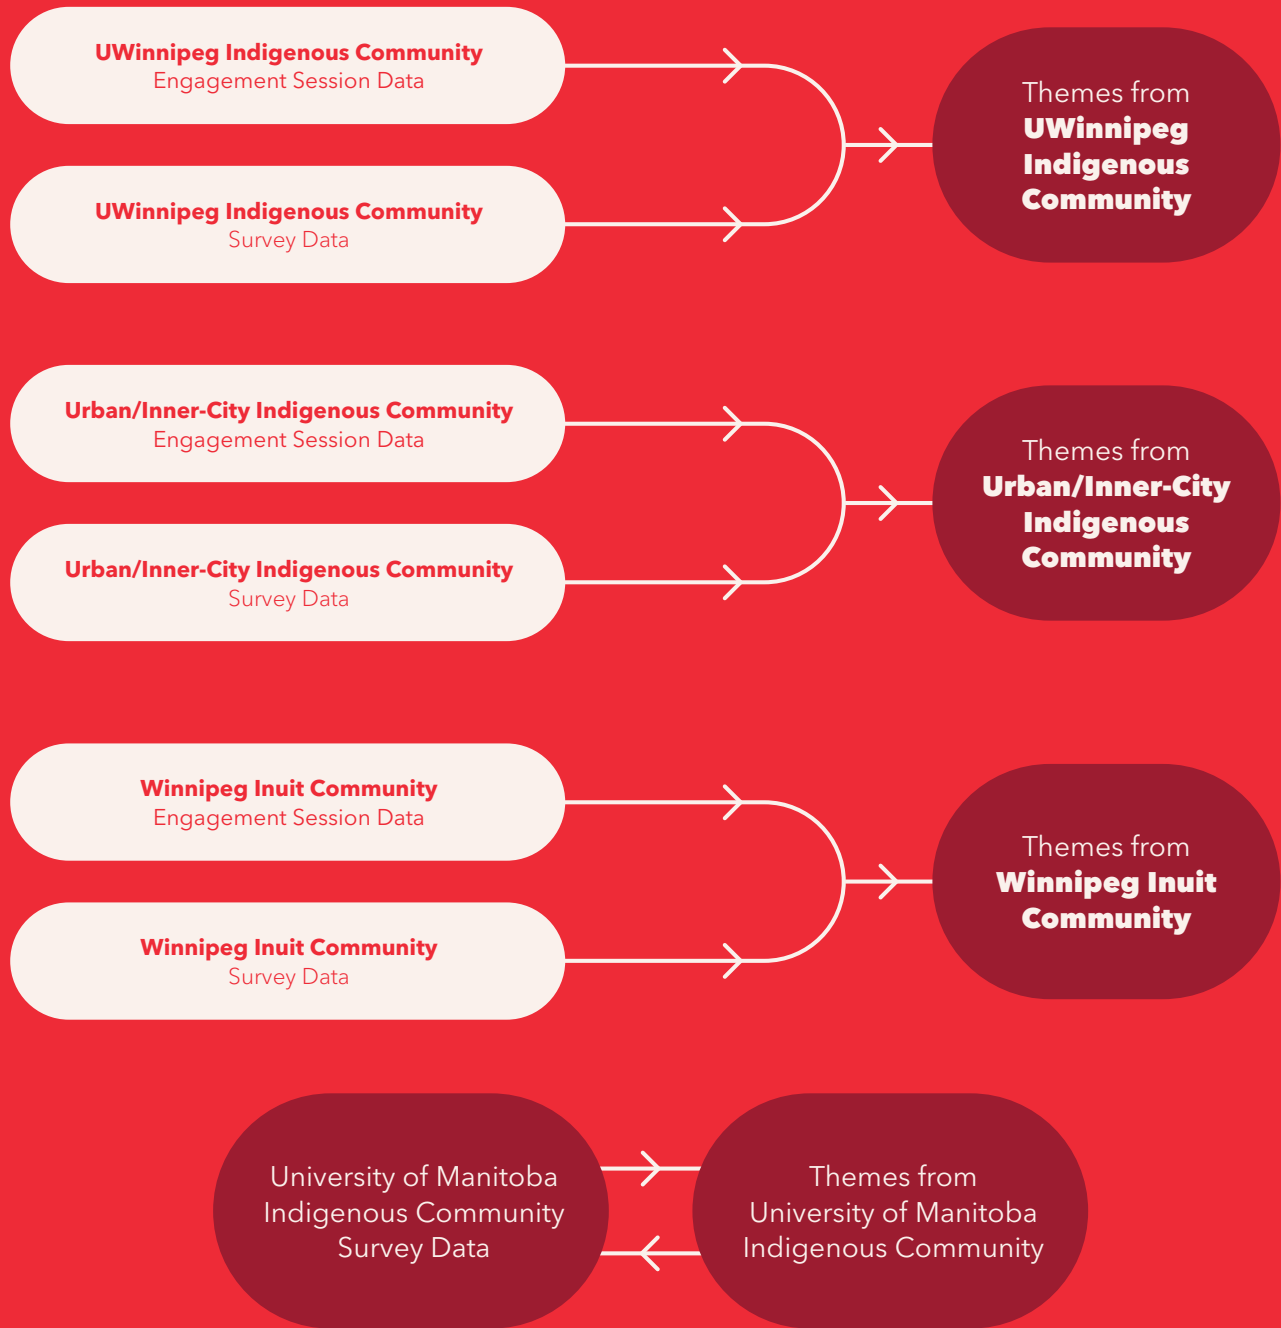 UWinnipeg Indigenous Community
Engagement Session Data
UWinnipeg Indigenous Community
Survey Data
Themes from
UWinnipeg
Indigenous
Community
Urban/Inner-City Indigenous Community
Engagement Session Data
Urban/Inner-City Indigenous Community
Survey Data
Themes from
Urban/Inner-City
Indigenous
Community
Winnipeg Inuit Community
Engagement Session Data
Winnipeg Inuit Community
Survey Data
Themes from
Winnipeg Inuit
Community
University of Manitoba
Indigenous Community
Survey Data
Themes from
University of Manitoba
Indigenous Community